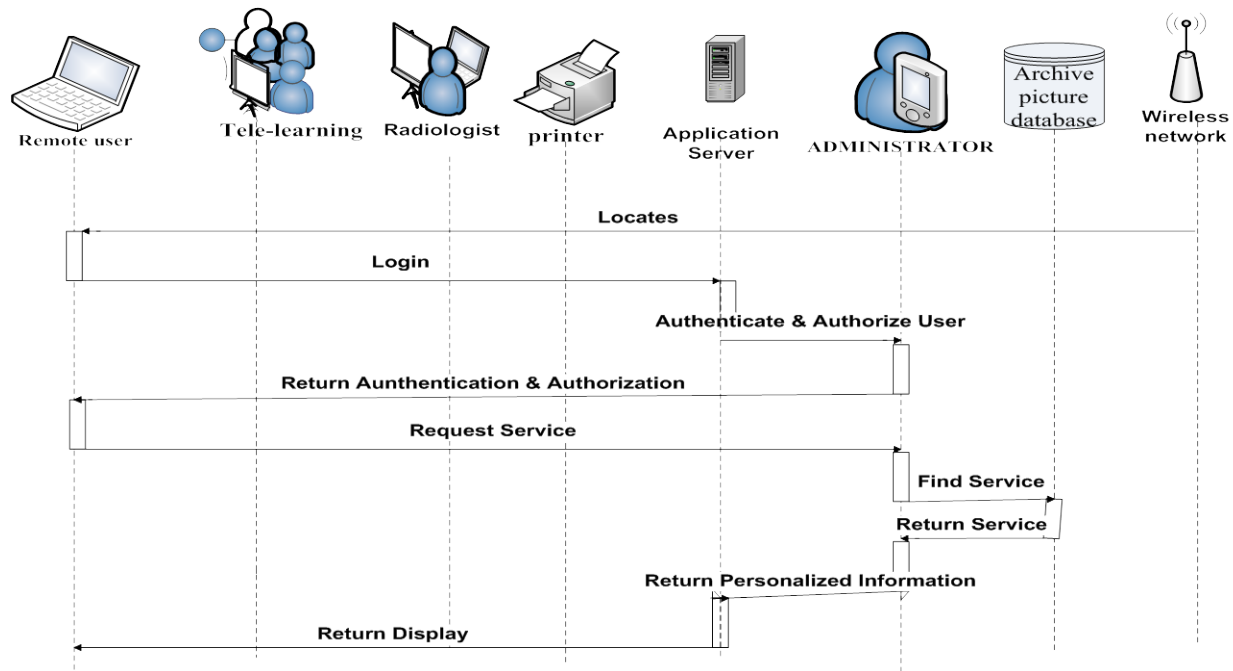 Remote user
Tele-learning
Radiologist
printer
Application
Server
ADMINISTRATOR
Archive
picture
database
Wireless
network
Locates
Login
Authenticate & Authorize User
Return Aunthentication & Authorization
Request Service
Find Service
Return Service
Return Personalized Information
Return Display